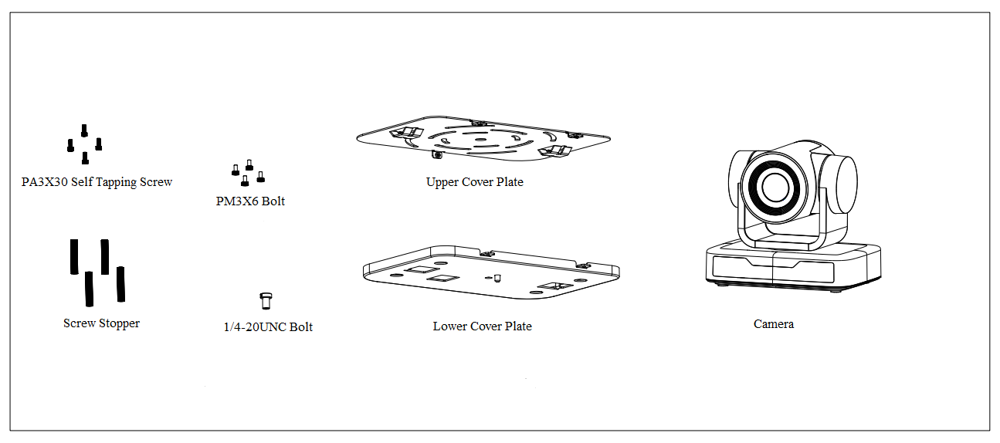 PA3X30 Self Tapping Screw
PM3X6 Bolt
Upper Cover Plate
Screw Stopper
1/4-20UNC Bolt
Lower Cover Plate
Camera